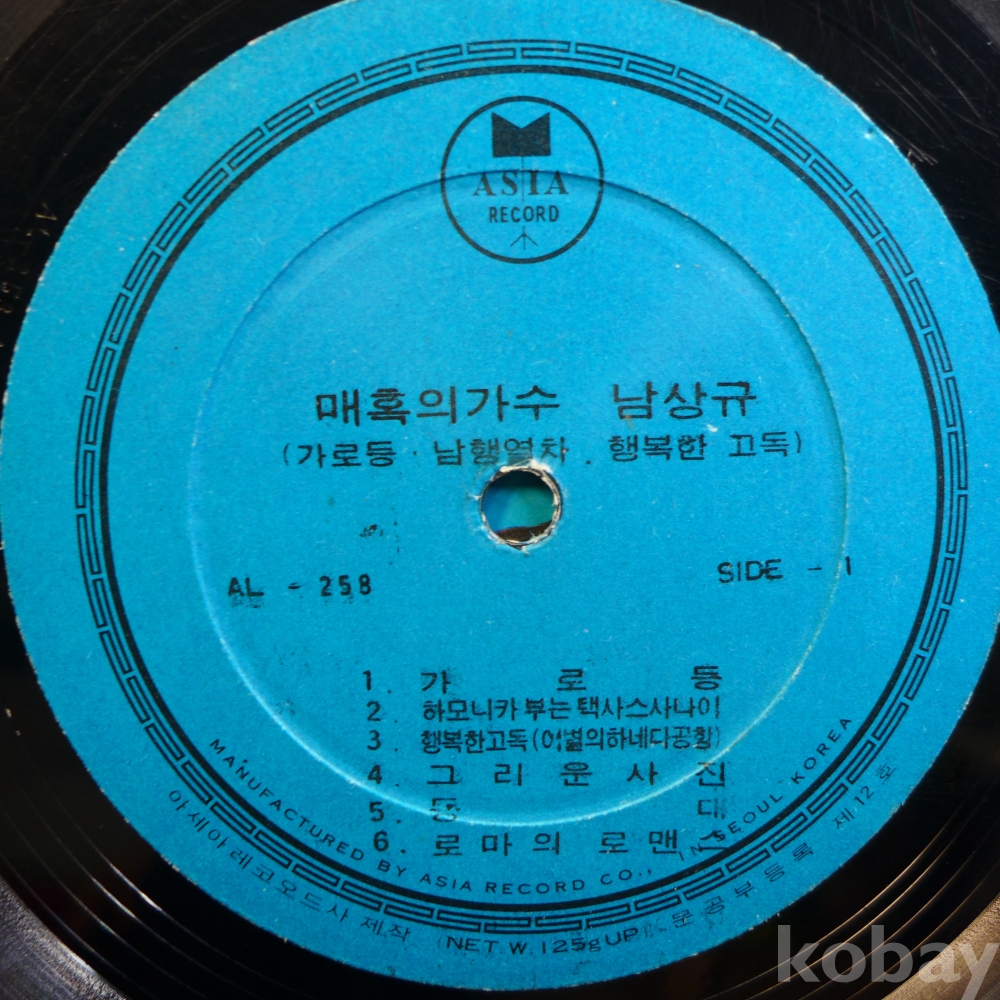 ASIA
RECORD
매혹의가수 남상규
(가로등 · 남행열차 . 행복한 고독)
AL - 258
SIDE - 1
1. 가로등
2. 하모니카 부는 택사스사나이
3. 행복한고독(이별의하네다공항)
4. 그리운사진
5. 등대
6. 로마의 로맨스
MANUFACTURED BY ASIA RECORD CO., IN SEOUL KOREA
아세아 레코오드사 제작 (NET.W.125g UP) 문공부등록 제12호
kobay